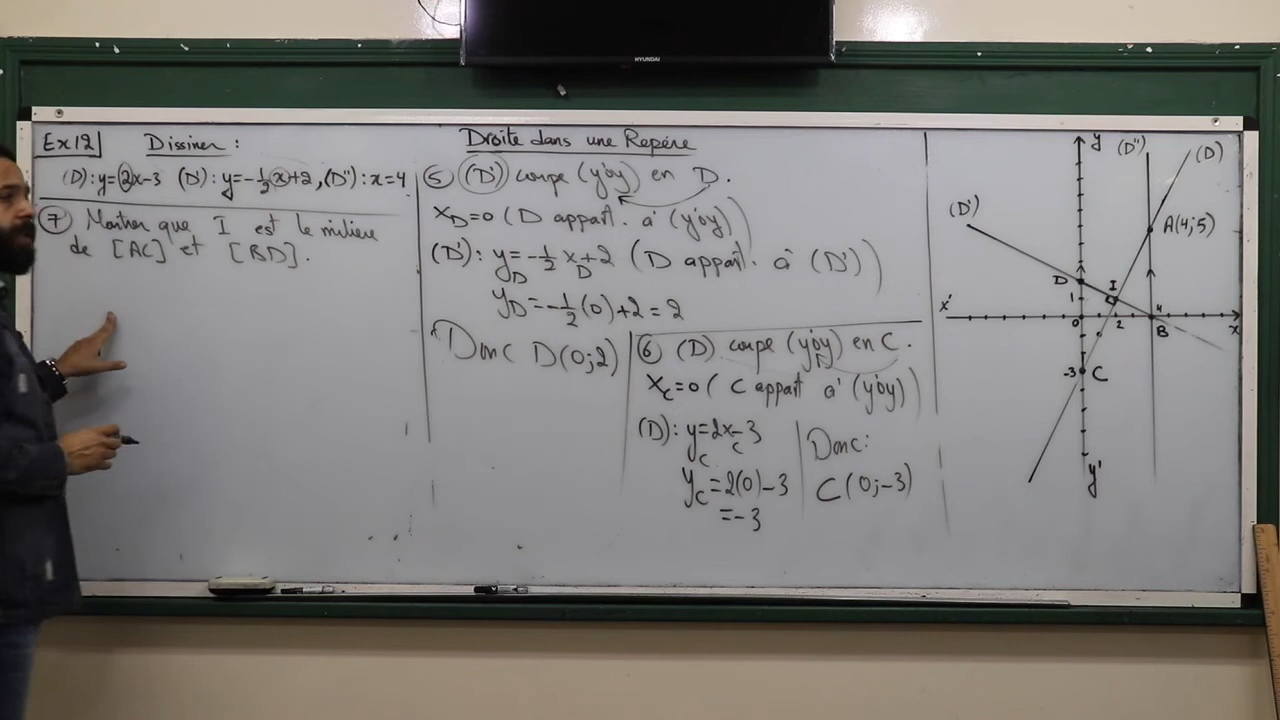 HYUNDAI
Ex12 Dissiner :
(D): y=2x-3 (D'): y=-1/2x+2, (D''): x=4
⑦ Montrer que I est le milieu
de [AC] et [BD].
Droite dans une Repère
⑤ (D') coupe (y'oy) en D.
x_D=0 ( D appart. à (y'oy))
(D'): y_D=-1/2 x_D+2 (D appart. à (D'))
y_D=-1/2(0)+2=2
Donc D(0;2)
⑥ (D) coupe (y'oy) en C.
x_C=0 ( C appart à (y'oy))
(D): y_C=2x_C-3
y_C=2(0)-3
=-3
Donc:
C(0;-3)
y (D'') (D)
(D')
A(4;5)
D I
1
x' 0 2 4 B x
-3 C
y'